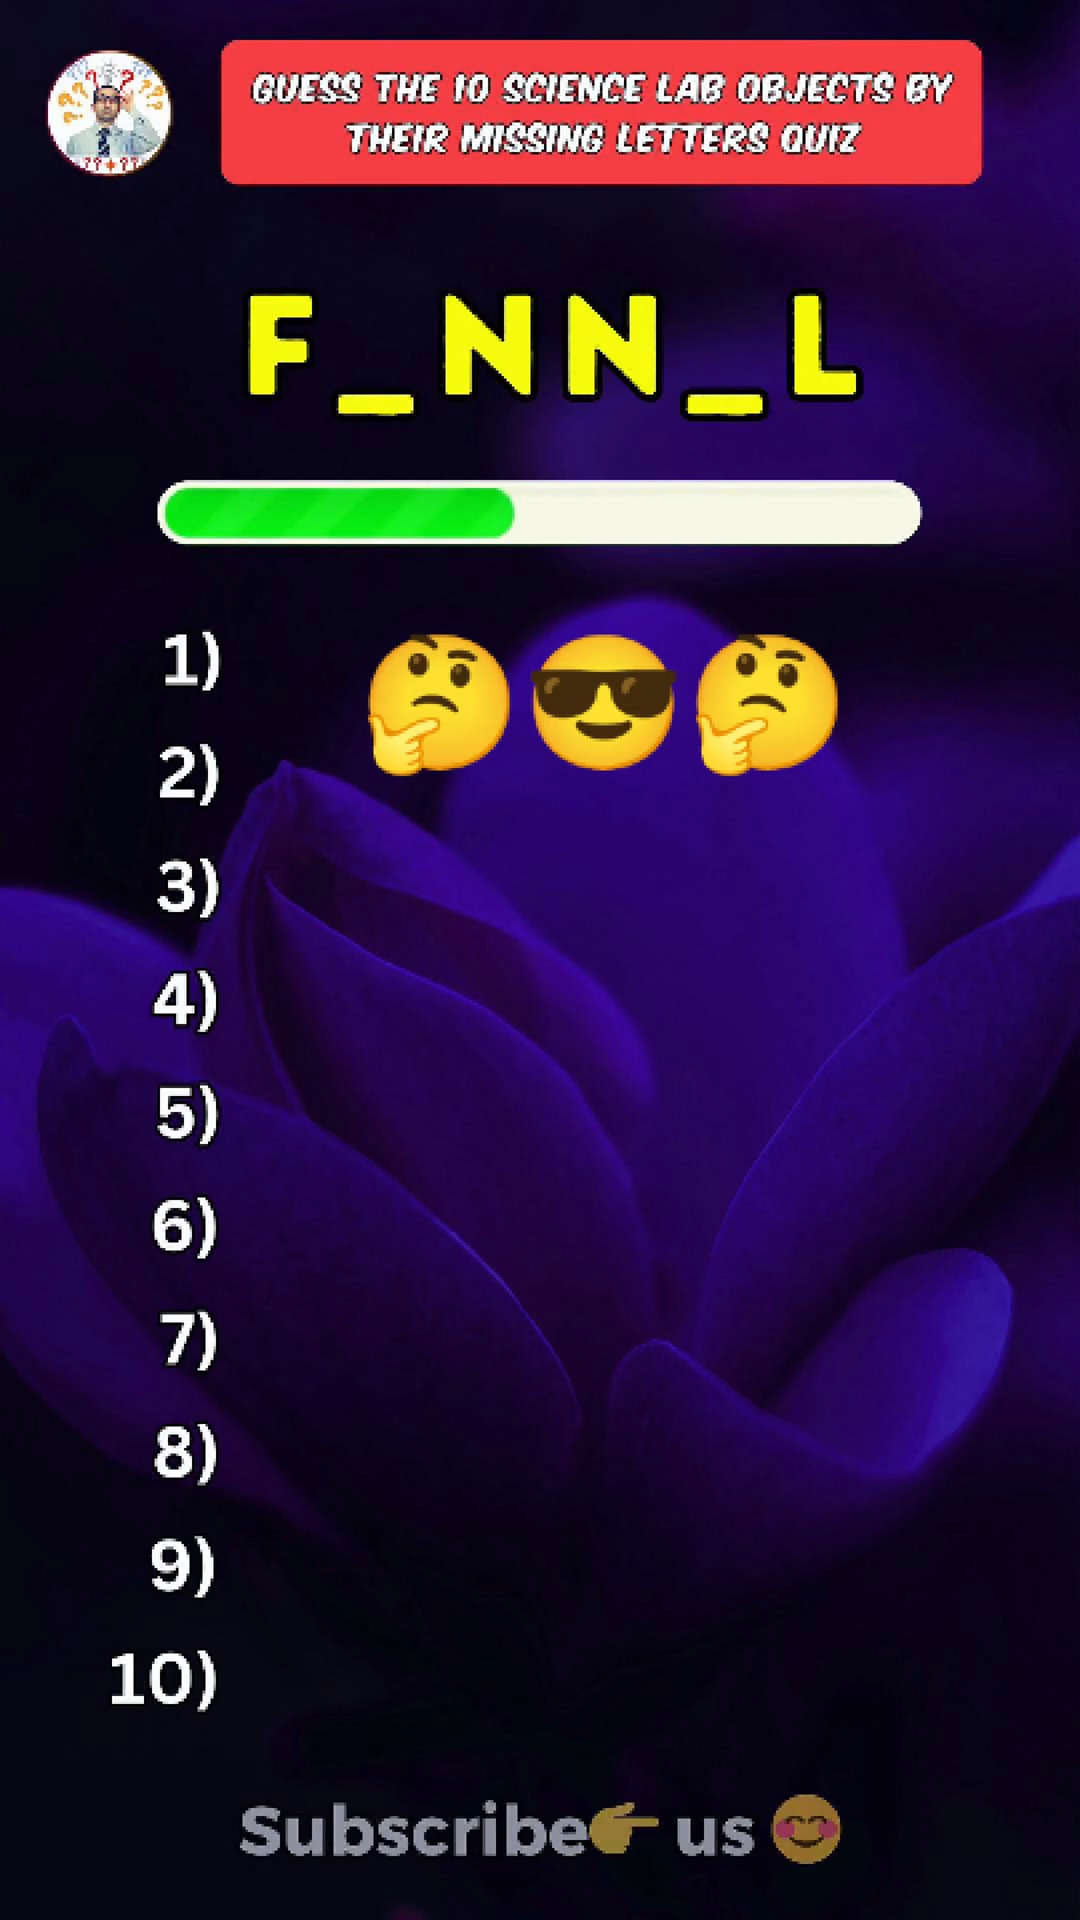 GUESS THE 10 SCIENCE LAB OBJECTS BY
THEIR MISSING LETTERS QUIZ
F_NN_L
1)
2)
3)
4)
5)
6)
7)
8)
9)
10)
Subscribe👉 us 😊